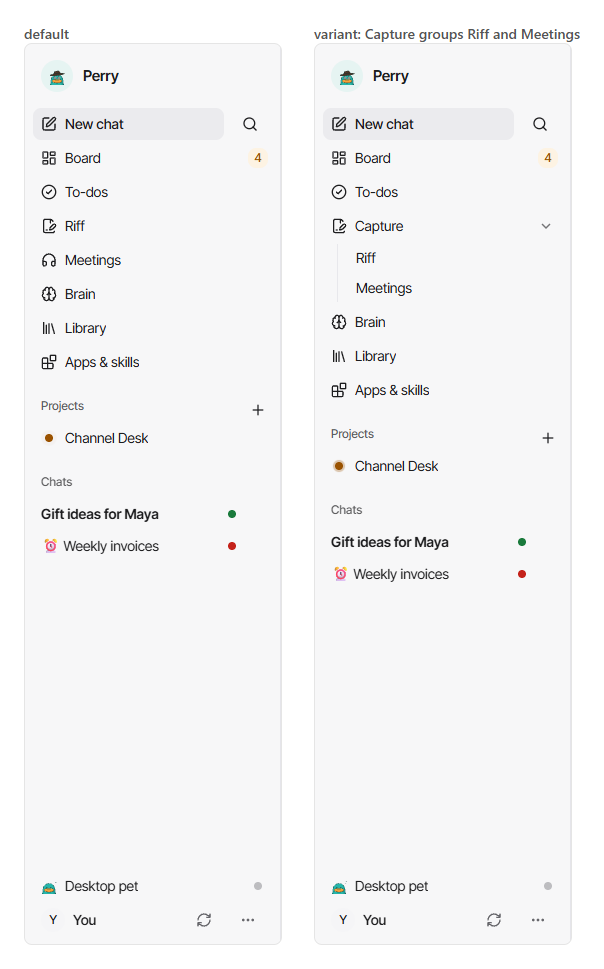 default
Perry
New chat
Board 4
To-dos
Riff
Meetings
Brain
Library
Apps & skills
Projects
Channel Desk
Chats
Gift ideas for Maya
Weekly invoices
Desktop pet
Y You
variant: Capture groups Riff and Meetings
Perry
New chat
Board 4
To-dos
Capture
Riff
Meetings
Brain
Library
Apps & skills
Projects
Channel Desk
Chats
Gift ideas for Maya
Weekly invoices
Desktop pet
Y You